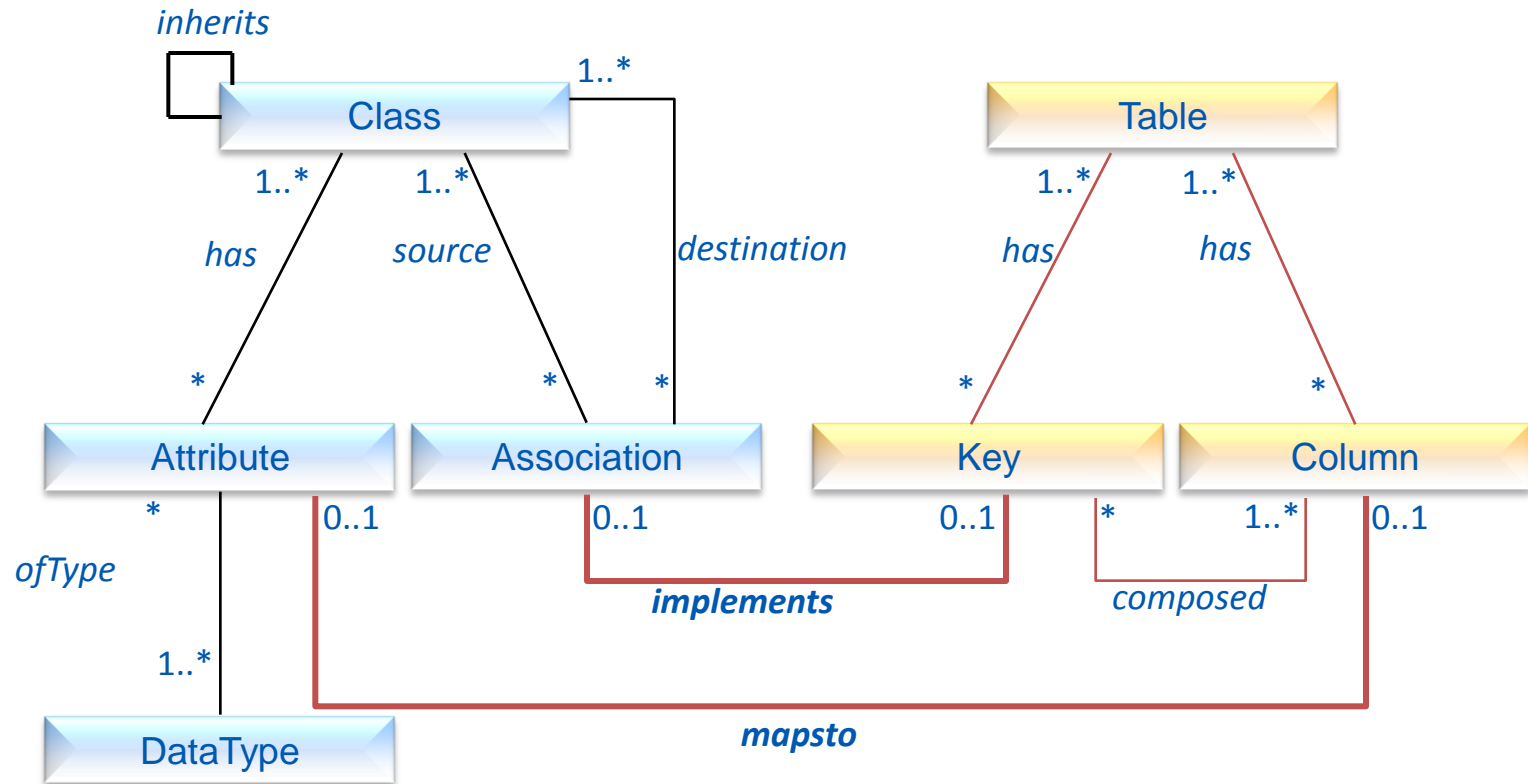 inherits
1..*
Class
Table
1..*
1..*
1..*
1..*
has
source
destination
has
has
*
*
*
*
*
Attribute
Association
Key
Column
*
0..1
0..1
0..1
*
1..*
0..1
ofType
implements
composed
1..*
mapsto
DataType